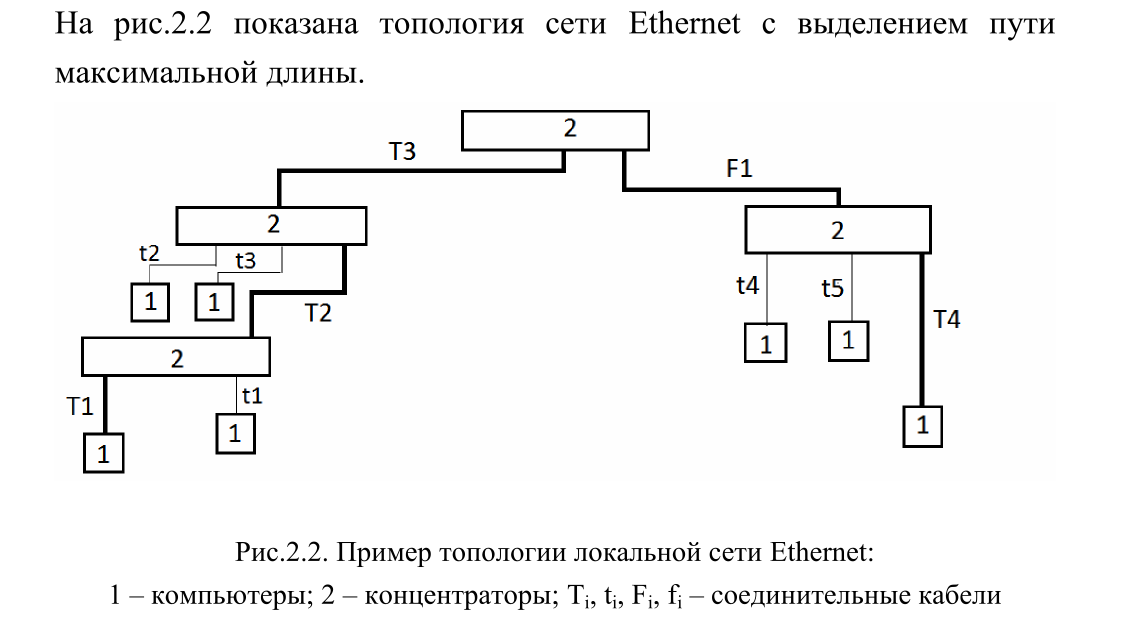 На рис.2.2 показана топология сети Ethernet с выделением пути
максимальной длины.
2
T3
F1
2
2
t2
t3
t4
t5
1
1
T2
T4
1
1
2
T1
t1
1
1
1
Рис.2.2. Пример топологии локальной сети Ethernet:
1 – компьютеры; 2 – концентраторы; Ti, ti, Fi, fi – соединительные кабели